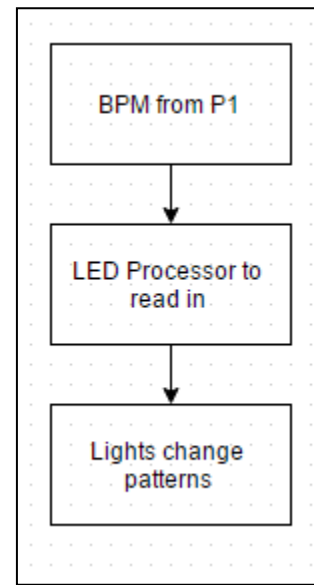 BPM from P1
LED Processor to
read in
Lights change
patterns